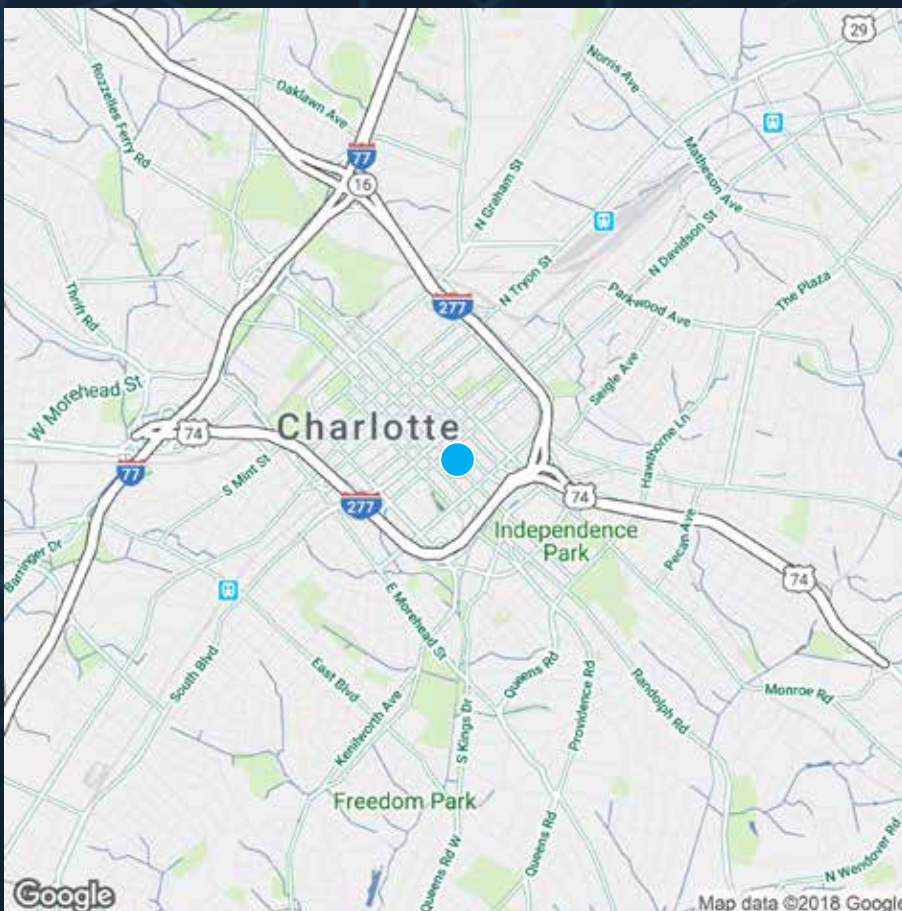 29
Norris Ave
Rozzelles Ferry Rd
Oaklawn Ave
77
16
Matheson Ave
N Graham St
N Davidson St
N Tryon St
The Plaza
277
Parkwood Ave
Thrift Rd
Seigle Ave
W Morehead St
Charlotte
74
Hawthorne Ln
77
S Mint St
277
74
Independence
Park
Pecan Ave
Barringer Dr
74
E Morehead St
South Blvd
East Blvd
Queens Rd
Providence Rd
Randolph Rd
Monroe Rd
Kenilworth Ave
S Kings Dr
Freedom Park
Queens Rd W
Queens Rd
N Wendover Rd
Google
Map data ©2018 Google